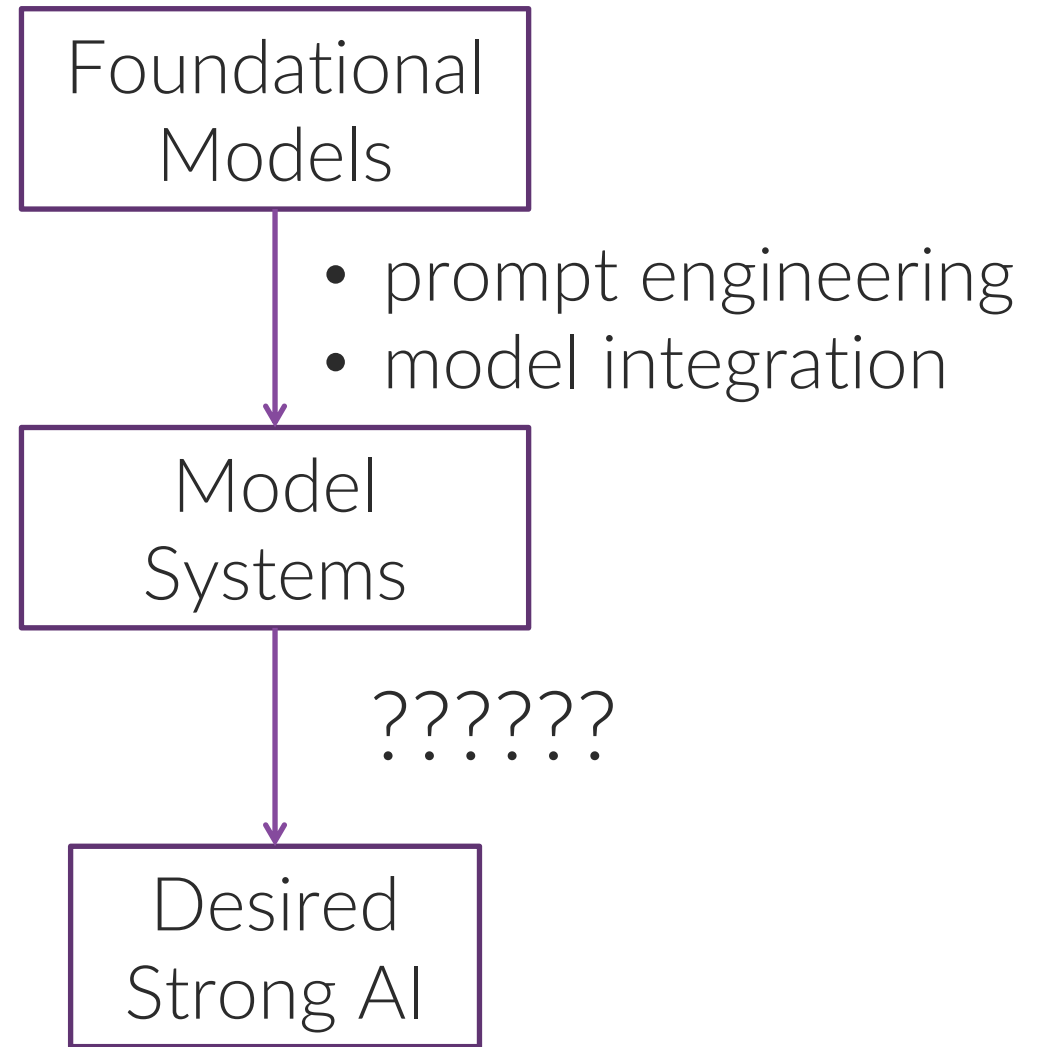 Foundational
Models
• prompt engineering
• model integration
Model
Systems
??????
Desired
Strong AI